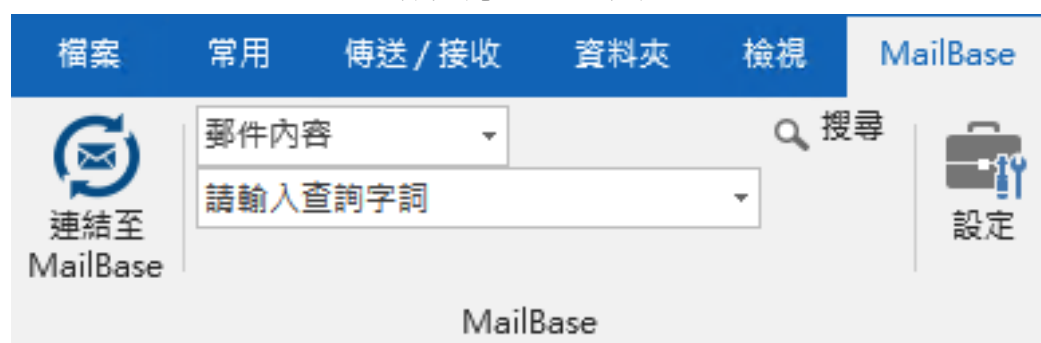 檔案 常用 傳送 / 接收 資料夾 檢視 MailBase
郵件內容 搜尋
請輸入查詢字詞
連結至
MailBase
設定
MailBase